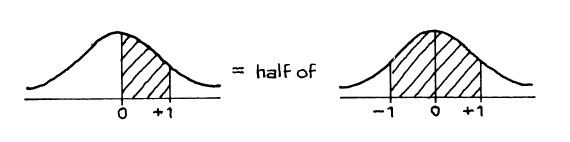 = half of
0 +1
-1 0 +1